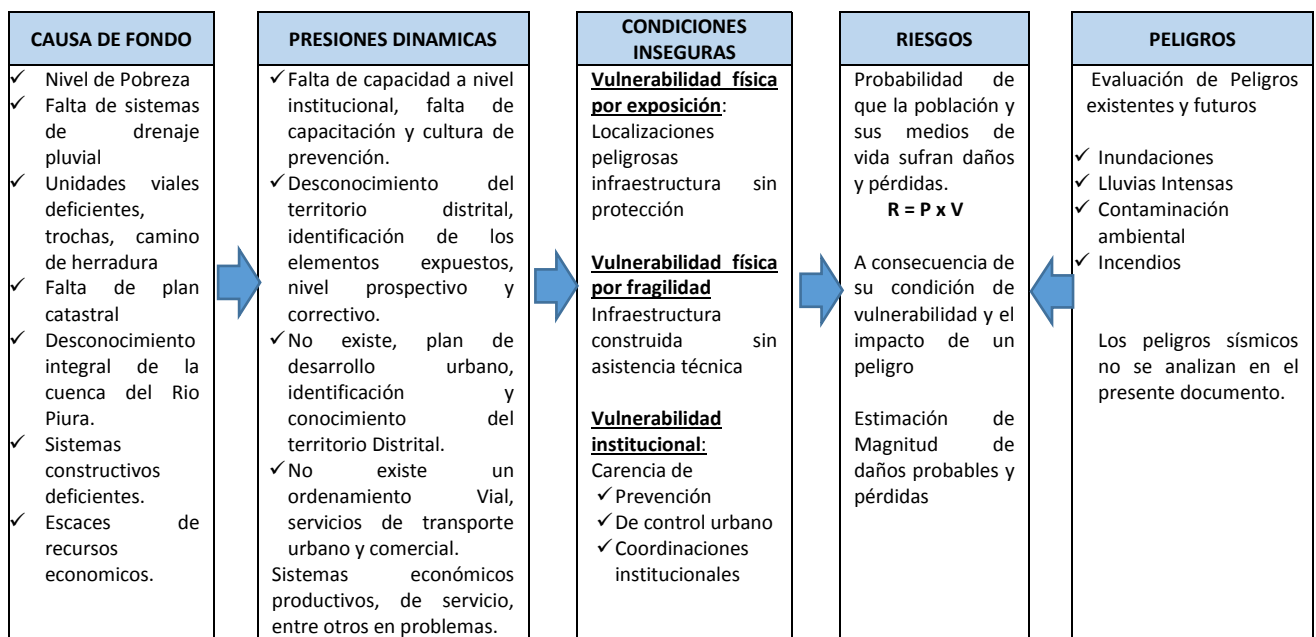 CAUSA DE FONDO
✓ Nivel de Pobreza
✓ Falta de sistemas
de drenaje
pluvial
✓ Unidades viales
deficientes,
trochas, camino
de herradura
✓ Falta de plan
catastral
✓ Desconocimiento
integral de la
cuenca del Rio
Piura.
✓ Sistemas
constructivos
deficientes.
✓ Escaces de
recursos
economicos.
PRESIONES DINAMICAS
✓ Falta de capacidad a nivel
institucional, falta de
capacitación y cultura de
prevención.
✓ Desconocimiento del
territorio distrital,
identificación de los
elementos expuestos,
nivel prospectivo y
correctivo.
✓ No existe, plan de
desarrollo urbano,
identificación y
conocimiento del
territorio Distrital.
✓ No existe un
ordenamiento Vial,
servicios de transporte
urbano y comercial.
Sistemas económicos
productivos, de servicio,
entre otros en problemas.
CONDICIONES
INSEGURAS
Vulnerabilidad física
por exposición:
Localizaciones
peligrosas
infraestructura sin
protección
Vulnerabilidad física
por fragilidad
Infraestructura
construida sin
asistencia técnica
Vulnerabilidad
institucional:
Carencia de
✓ Prevención
✓ De control urbano
✓ Coordinaciones
institucionales
RIESGOS
Probabilidad de
que la población y
sus medios de
vida sufran daños
y pérdidas.
R = P x V
A consecuencia de
su condición de
vulnerabilidad y el
impacto de un
peligro
Estimación de
Magnitud de
daños probables y
pérdidas
PELIGROS
Evaluación de Peligros
existentes y futuros
✓ Inundaciones
✓ Lluvias Intensas
✓ Contaminación
ambiental
✓ Incendios
Los peligros sísmicos
no se analizan en el
presente documento.